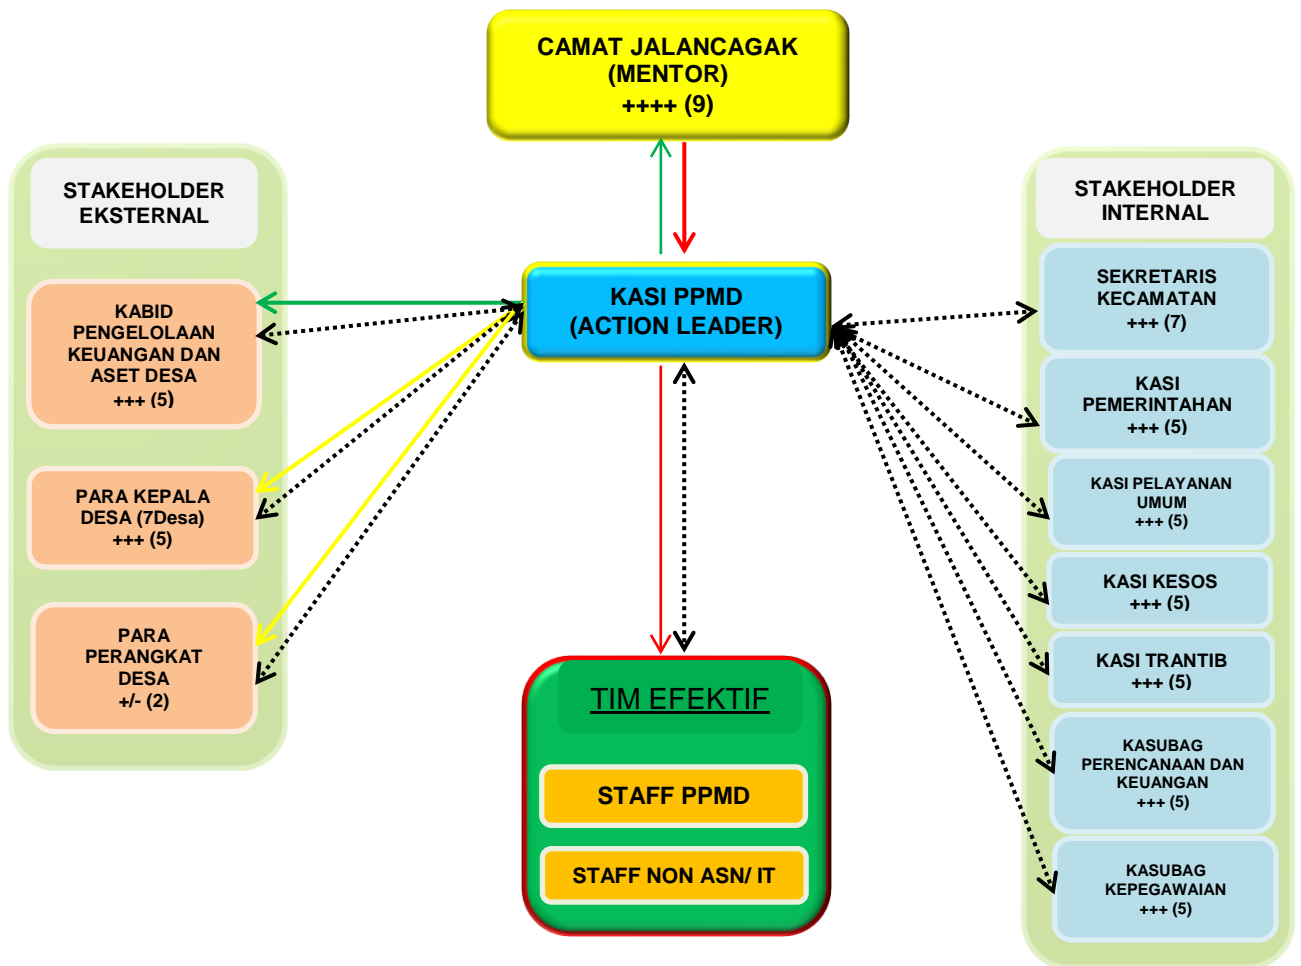 CAMAT JALANCAGAK
(MENTOR)
++++ (9)
STAKEHOLDER
EKSTERNAL
KABID
PENGELOLAAN
KEUANGAN DAN
ASET DESA
+++ (5)
PARA KEPALA
DESA (7Desa)
+++ (5)
PARA
PERANGKAT
DESA
+/- (2)
KASI PPMD
(ACTION LEADER)
TIM EFEKTIF
STAFF PPMD
STAFF NON ASN/ IT
STAKEHOLDER
INTERNAL
SEKRETARIS
KECAMATAN
+++ (7)
KASI
PEMERINTAHAN
+++ (5)
KASI PELAYANAN
UMUM
+++ (5)
KASI KESOS
+++ (5)
KASI TRANTIB
+++ (5)
KASUBAG
PERENCANAAN DAN
KEUANGAN
+++ (5)
KASUBAG
KEPEGAWAIAN
+++ (5)